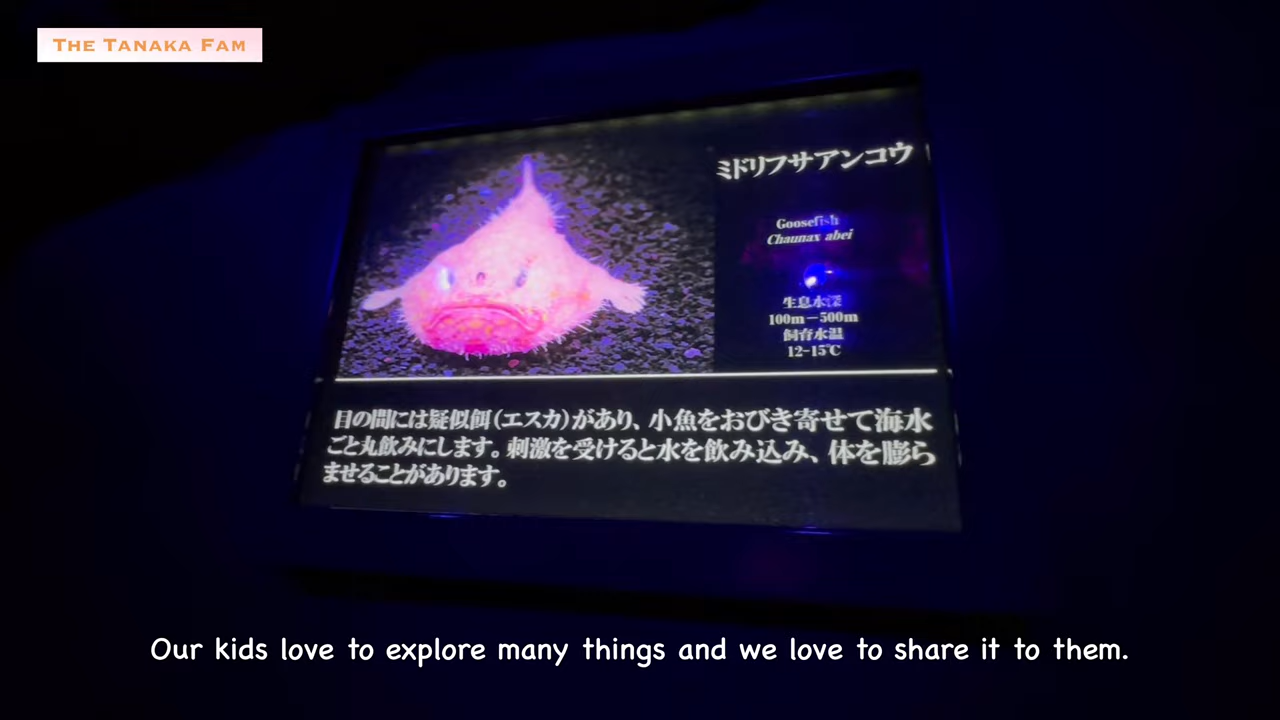 THE TANAKA FAM
ミドリフサアンコウ
Goosefish
Chaunax abei
生息水深
100m－500m
飼育水温
12-15℃
目の間には疑似餌（エスカ）があり、小魚をおびき寄せて海水
ごと丸飲みにします。刺激を受けると水を飲み込み、体を膨ら
ませることがあります。
Our kids love to explore many things and we love to share it to them.